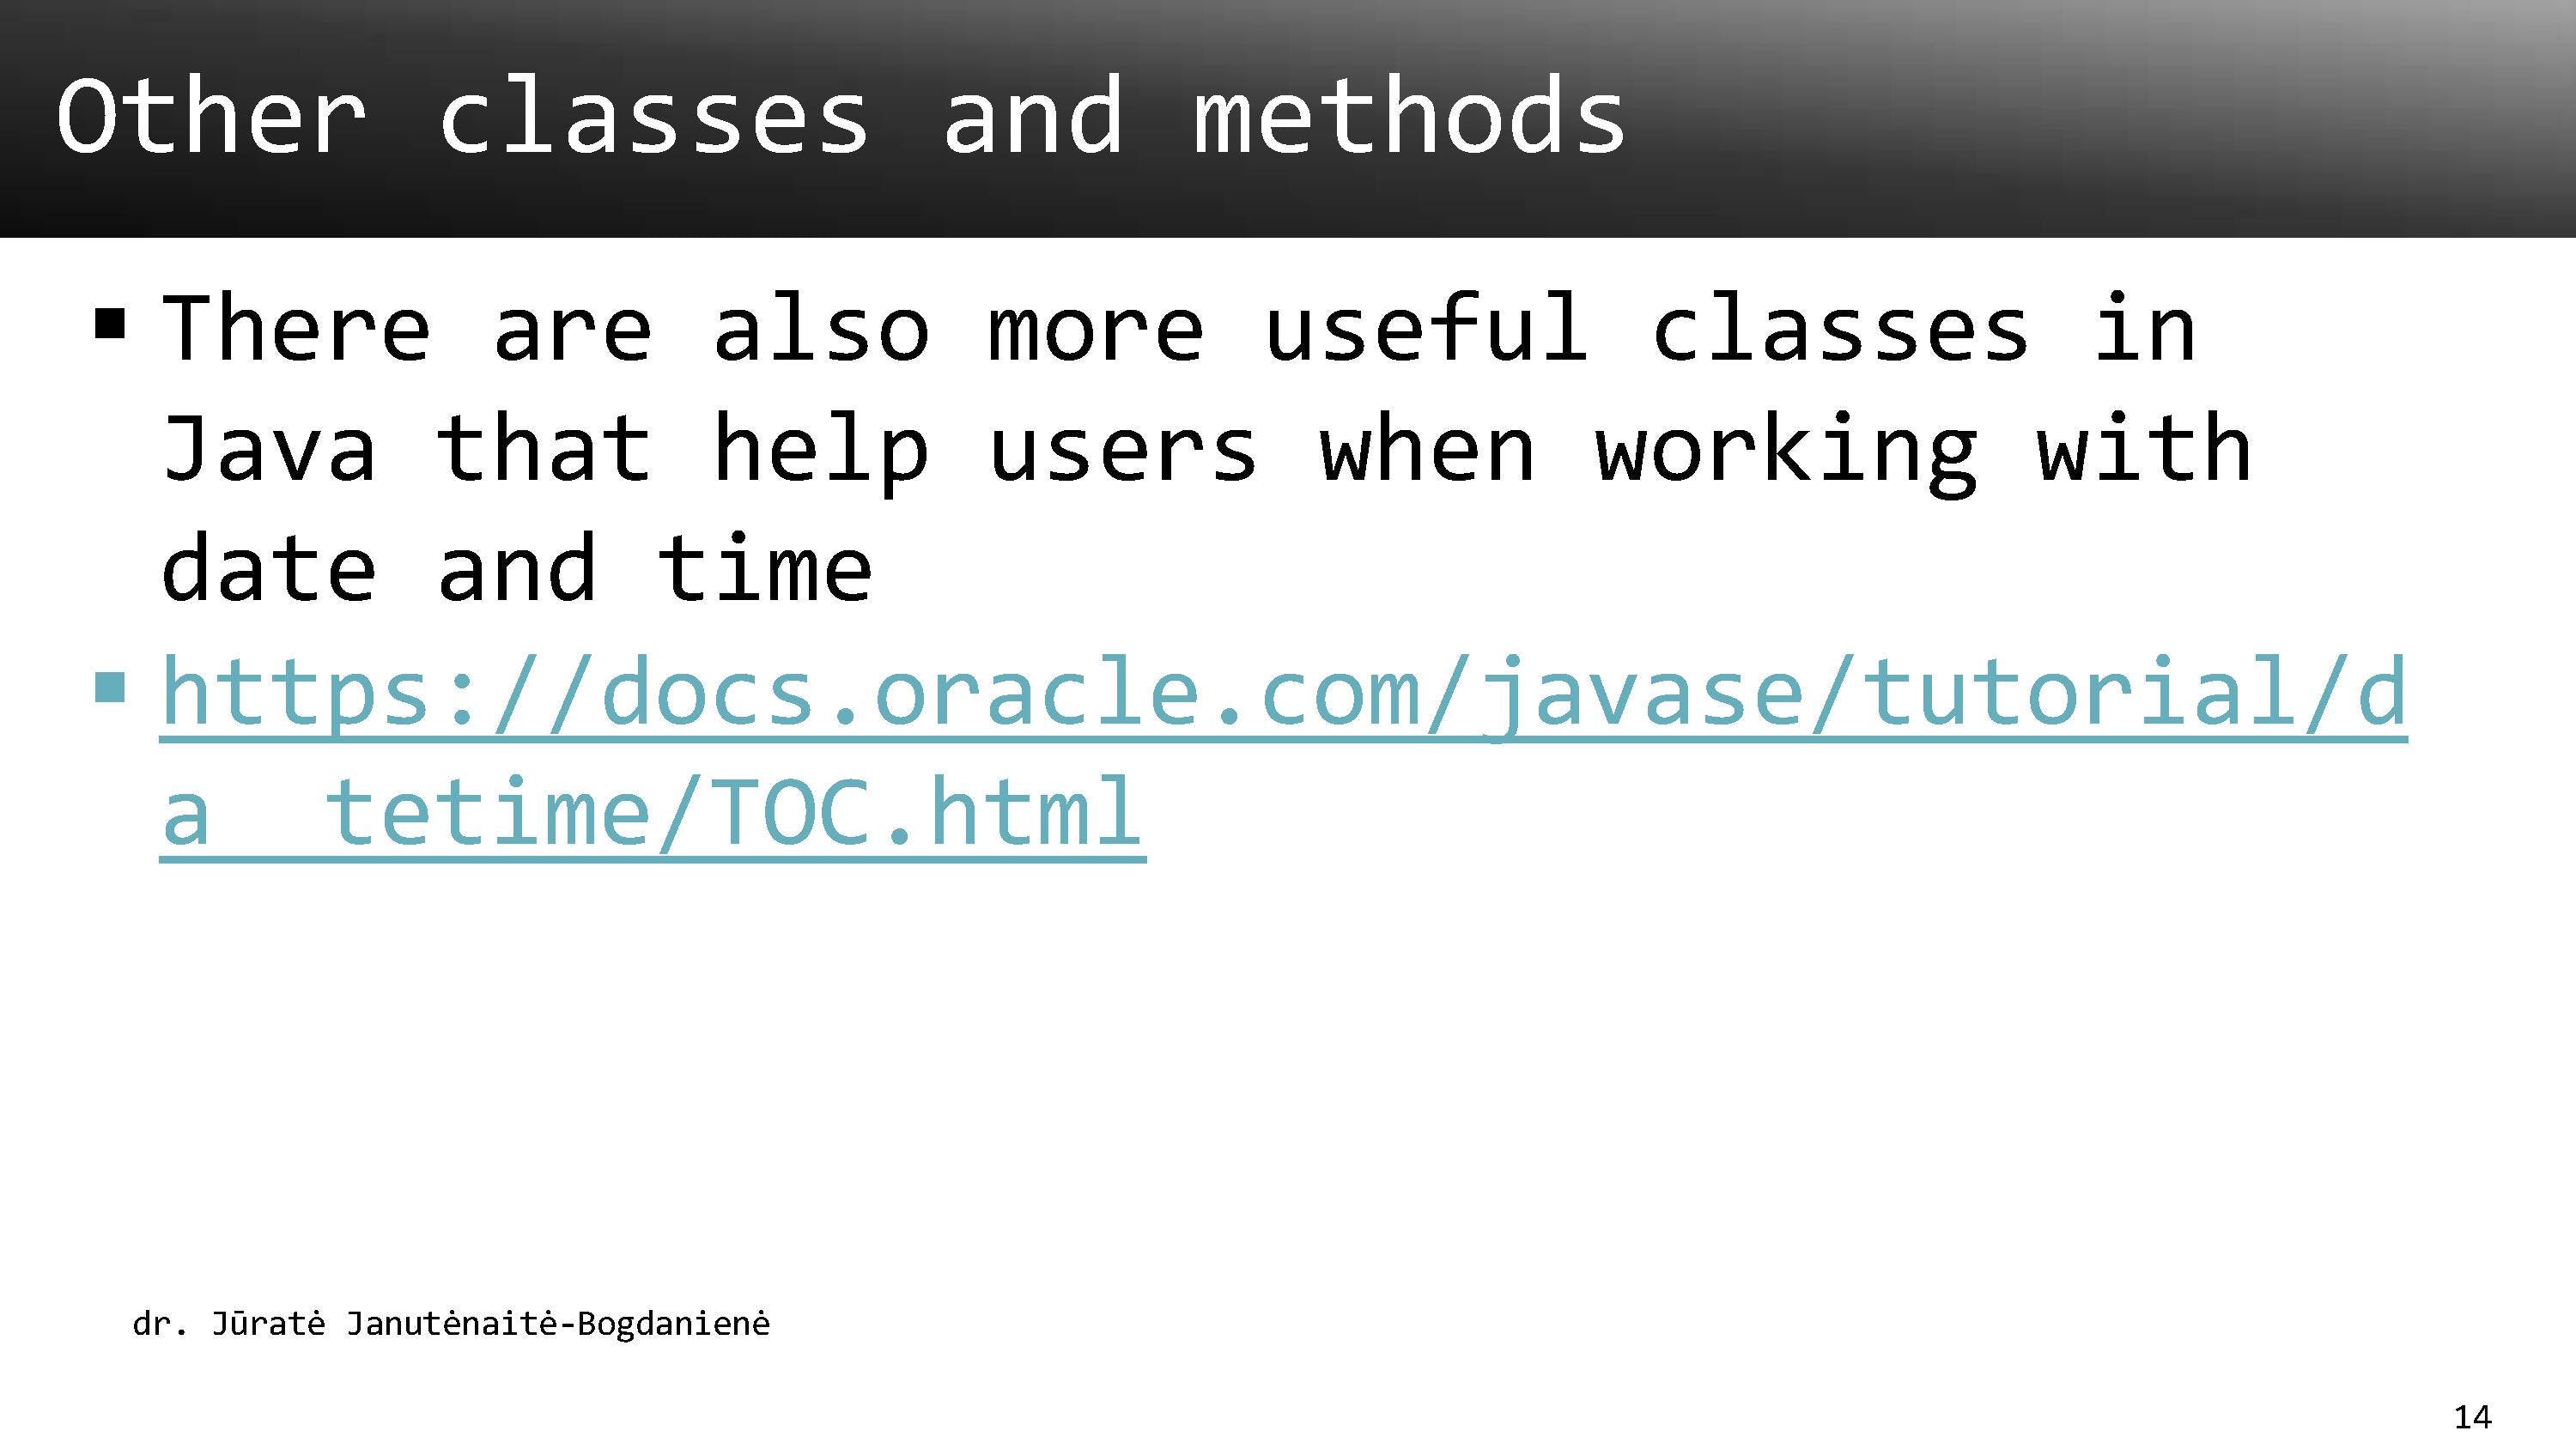 Other classes and methods
▪ There are also more useful classes in
Java that help users when working with
date and time
▪ https://docs.oracle.com/javase/tutorial/d
a tetime/TOC.html
dr. Jūratė Janutėnaitė-Bogdanienė
14